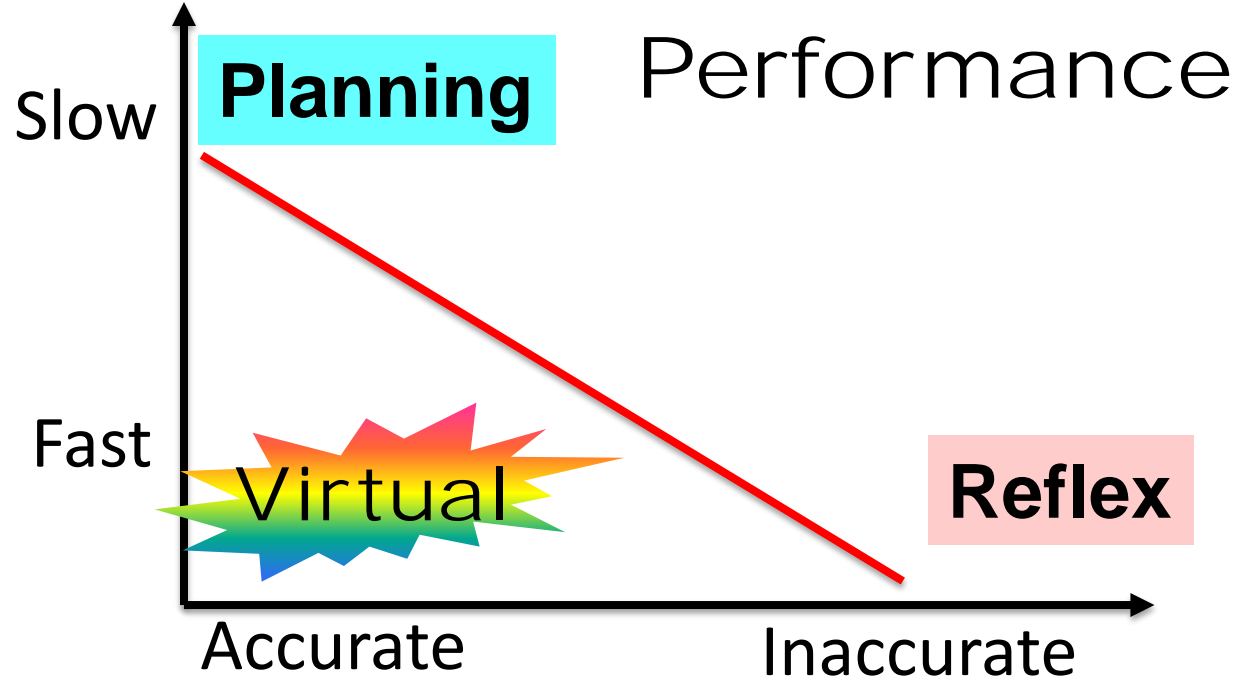 Performance
Planning
Slow
Fast
Virtual
Reflex
Accurate
Inaccurate